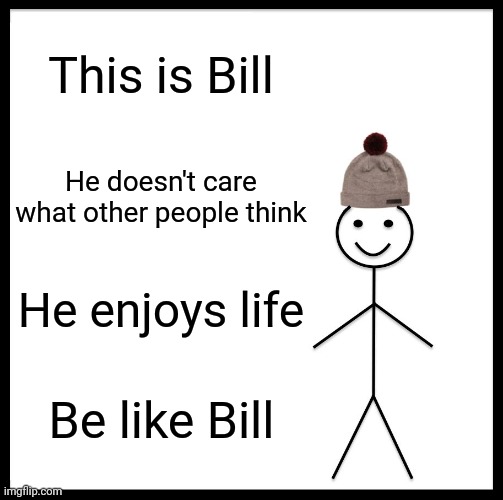 This is Bill
He doesn't care
what other people think
He enjoys life
Be like Bill
imgflip.com